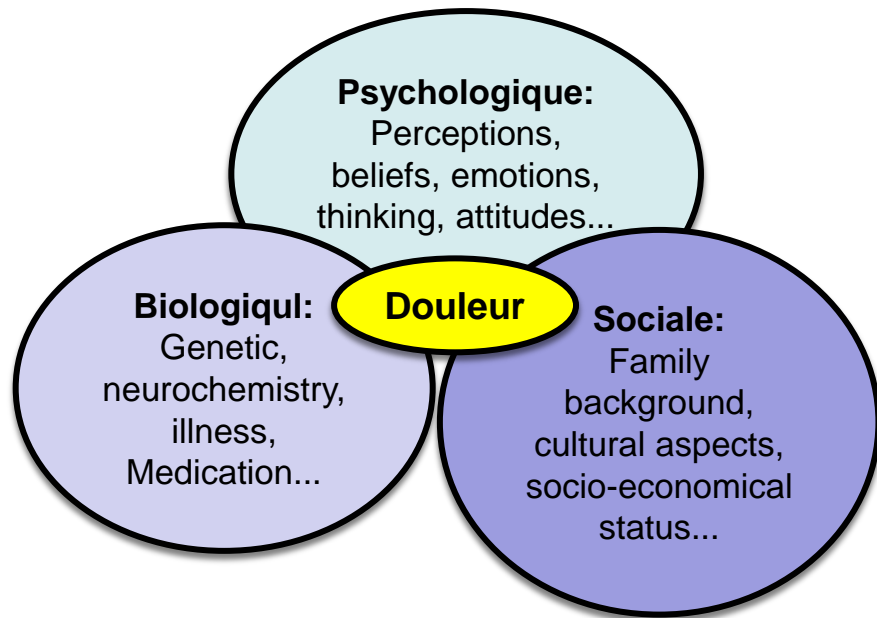 Psychologique:
Perceptions,
beliefs, emotions,
thinking, attitudes...
Biologiqul:
Genetic,
neurochemistry,
illness,
Medication...
Douleur
Sociale:
Family
background,
cultural aspects,
socio-economical
status...